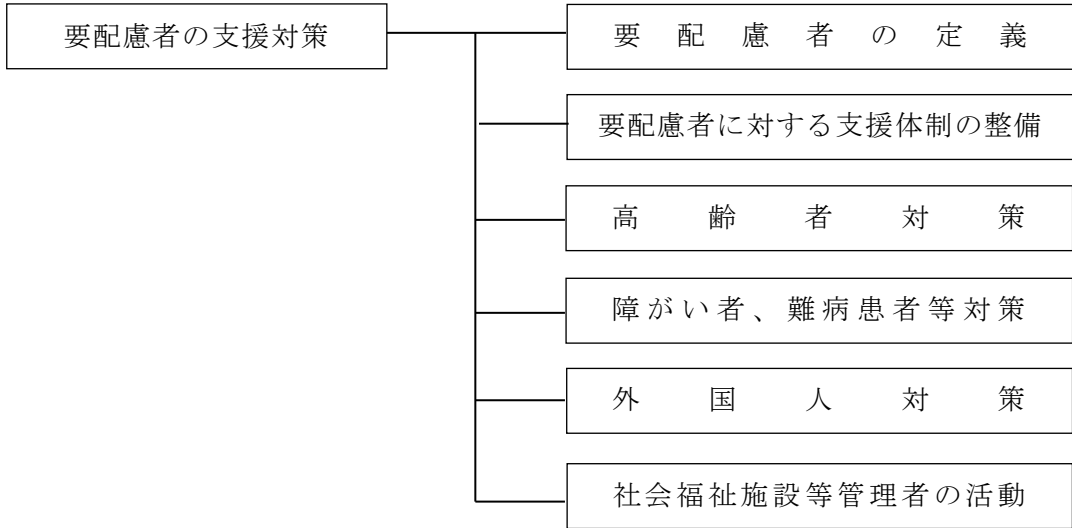 要配慮者の支援対策
要配慮者の定義
要配慮者に対する支援体制の整備
高齢者対策
障がい者、難病患者等対策
外国人対策
社会福祉施設等管理者の活動